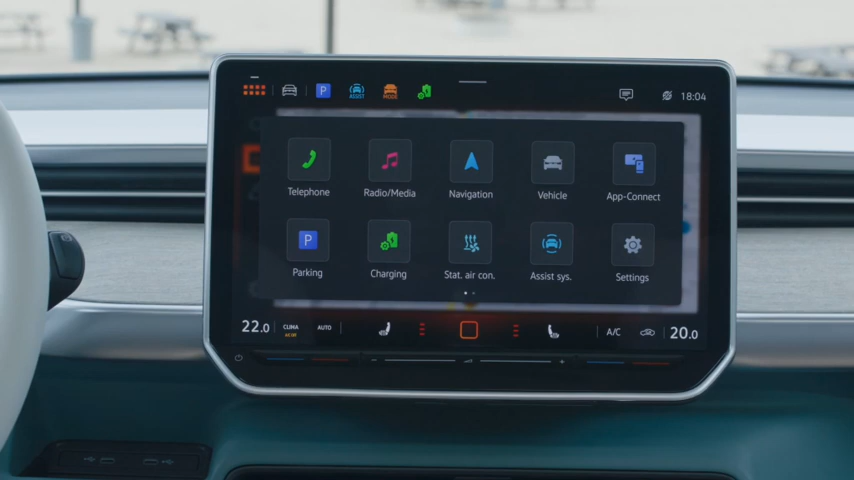 P
ASSIST
MODE
18:04
Telephone
Radio/Media
Navigation
Vehicle
App-Connect
P
Parking
Charging
Stat. air con.
Assist sys.
Settings
22.0
CLIMA
AUTO
A/C
20.0